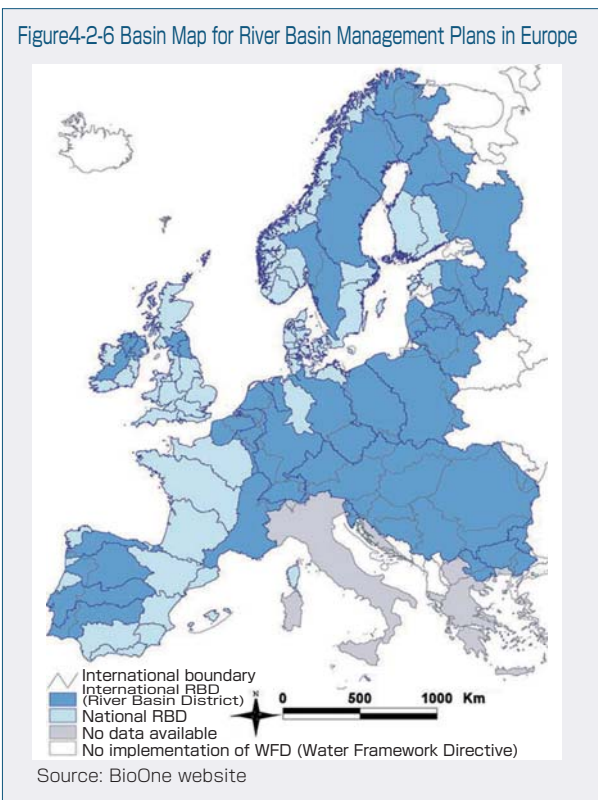 Figure4-2-6 Basin Map for River Basin Management Plans in Europe
International boundary
International RBD
(River Basin District)
National RBD
No data available
No implementation of WFD (Water Framework Directive)
N
0 500 1000 Km
Source: BioOne website